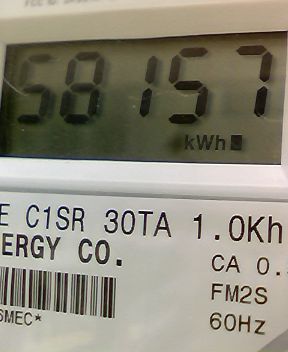 58157
kWh
E C1SR 30TA 1.0Kh
ERGY CO.
CA 0.
FM2S
60Hz
SMEC*